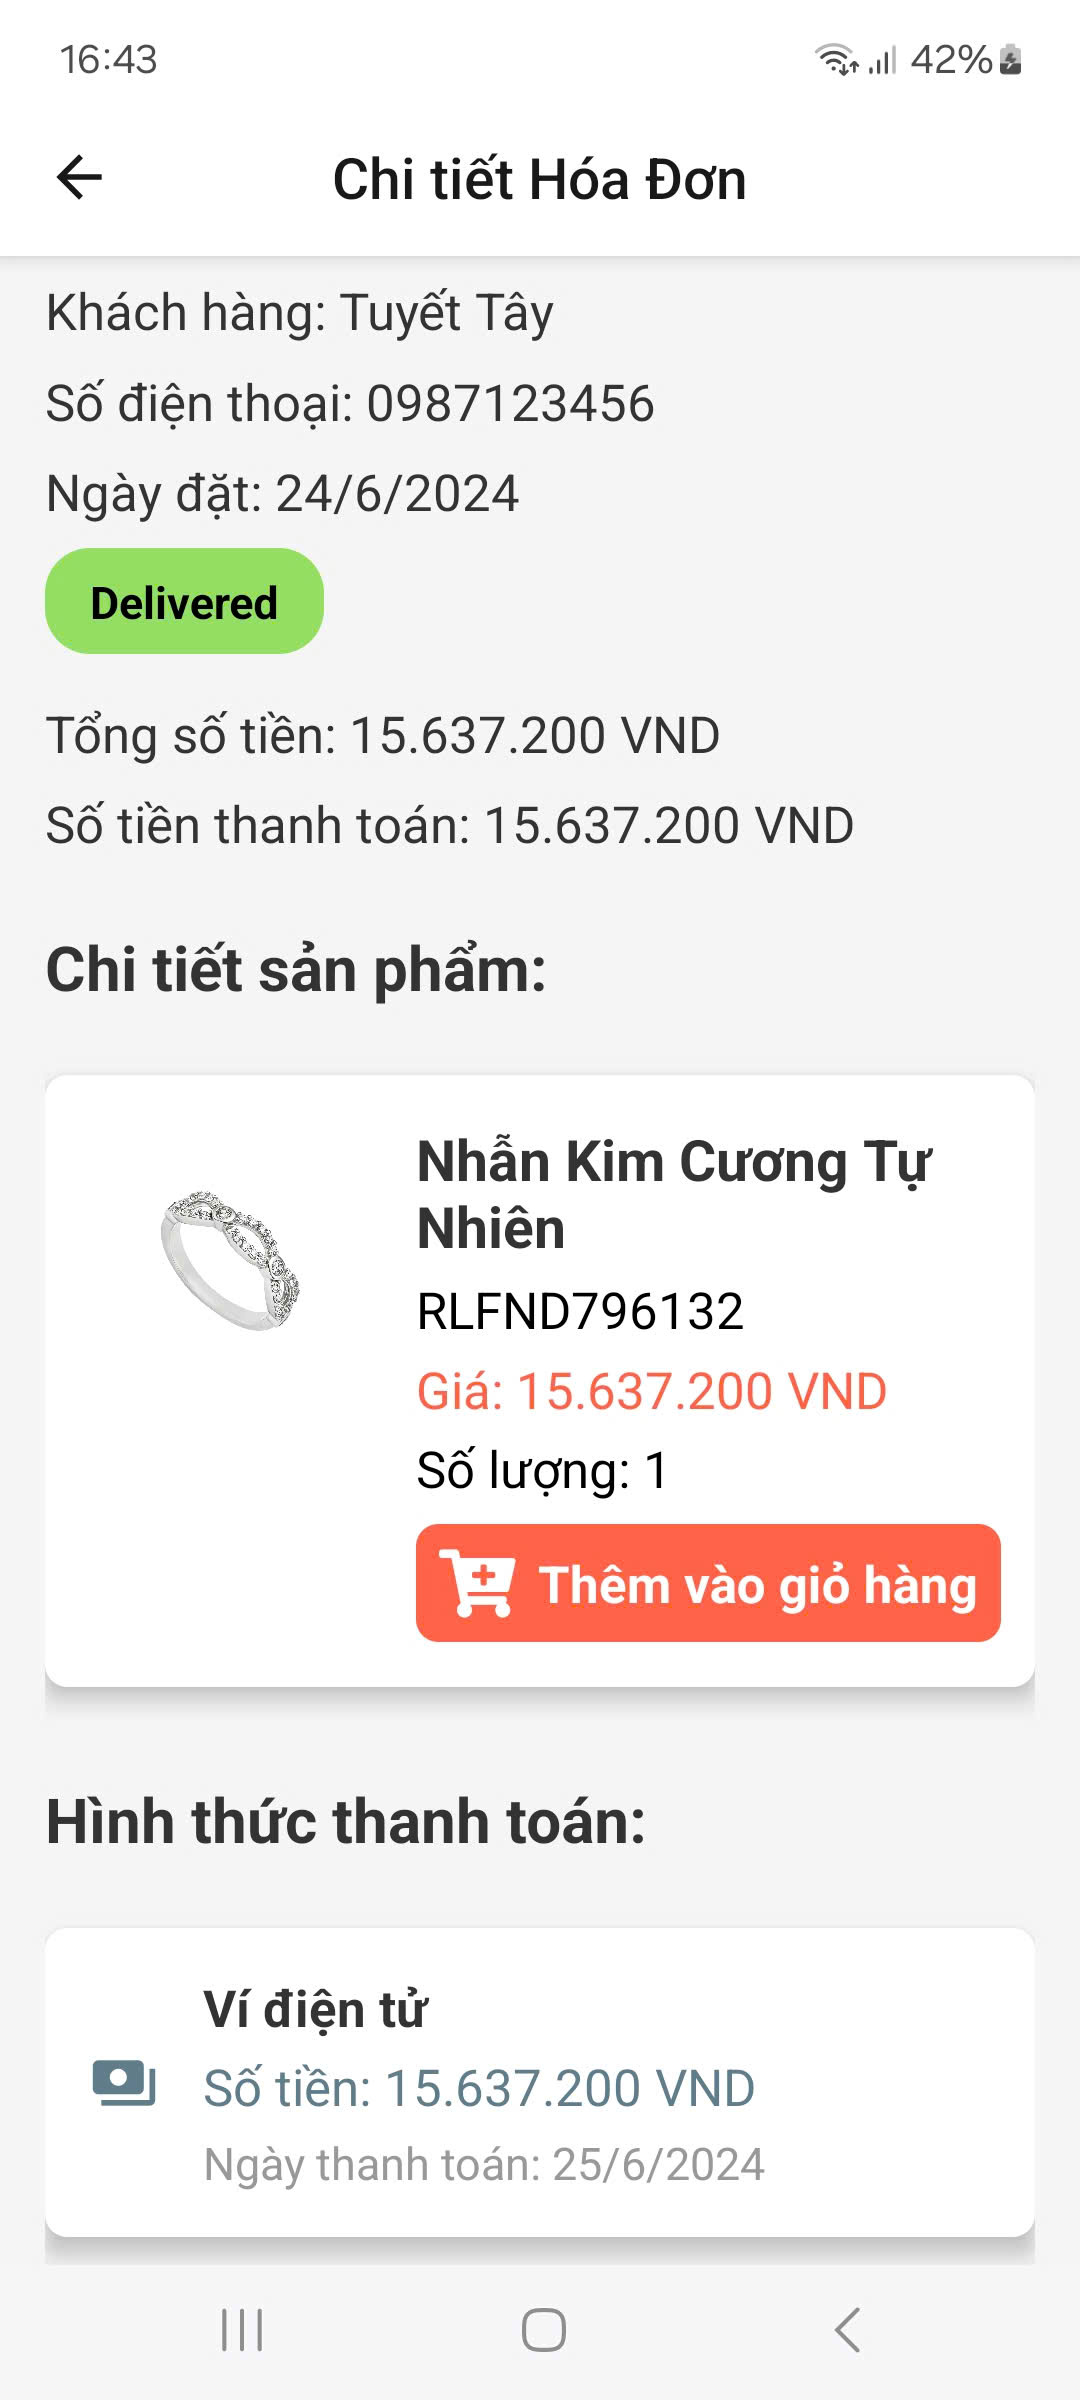 16:43
42%
Chi tiết Hóa Đơn
Khách hàng: Tuyết Tây
Số điện thoại: 0987123456
Ngày đặt: 24/6/2024
Delivered
Tổng số tiền: 15.637.200 VND
Số tiền thanh toán: 15.637.200 VND
Chi tiết sản phẩm:
Nhẫn Kim Cương Tự
Nhiên
RLFND796132
Giá: 15.637.200 VND
Số lượng: 1
Thêm vào giỏ hàng
Hình thức thanh toán:
Ví điện tử
Số tiền: 15.637.200 VND
Ngày thanh toán: 25/6/2024